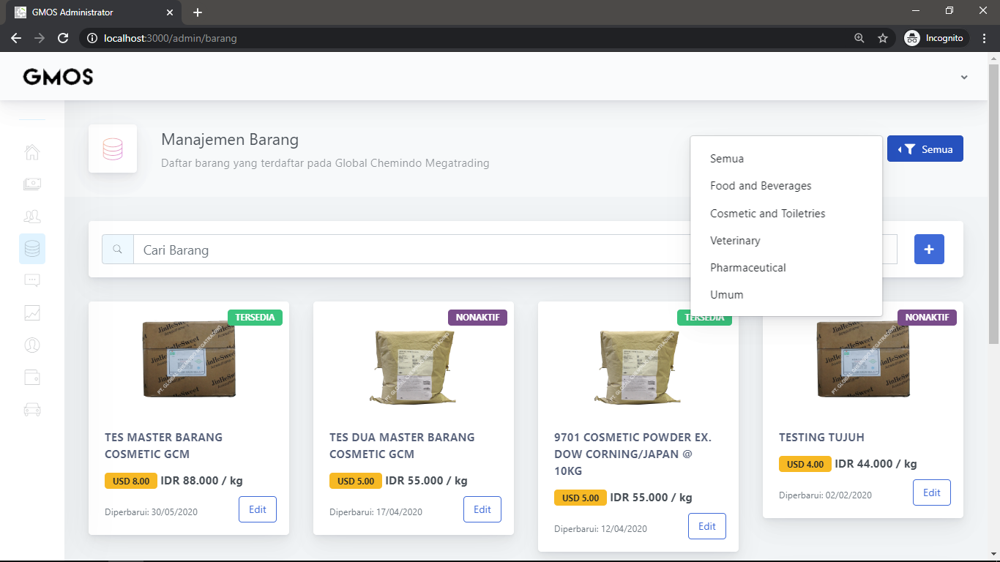 GMOS Administrator
localhost:3000/admin/barang
Incognito
GMOS
Manajemen Barang
Daftar barang yang terdaftar pada Global Chemindo Megatrading
Semua
Semua
Food and Beverages
Cosmetic and Toiletries
Veterinary
Pharmaceutical
Umum
Cari Barang
TERSEDIA
JinHeSweet
JinHeSweet
TES MASTER BARANG
COSMETIC GCM
USD 8.00 IDR 88.000 / kg
Diperbarui: 30/05/2020
Edit
NONAKTIF
TES DUA MASTER BARANG
COSMETIC GCM
USD 5.00 IDR 55.000 / kg
Diperbarui: 17/04/2020
Edit
TERSEDIA
9701 COSMETIC POWDER EX.
DOW CORNING/JAPAN @
10KG
USD 5.00 IDR 55.000 / kg
Diperbarui: 12/04/2020
Edit
NONAKTIF
JinHeSweet
JinHeSweet
TESTING TUJUH
USD 4.00 IDR 44.000 / kg
Diperbarui: 02/02/2020
Edit